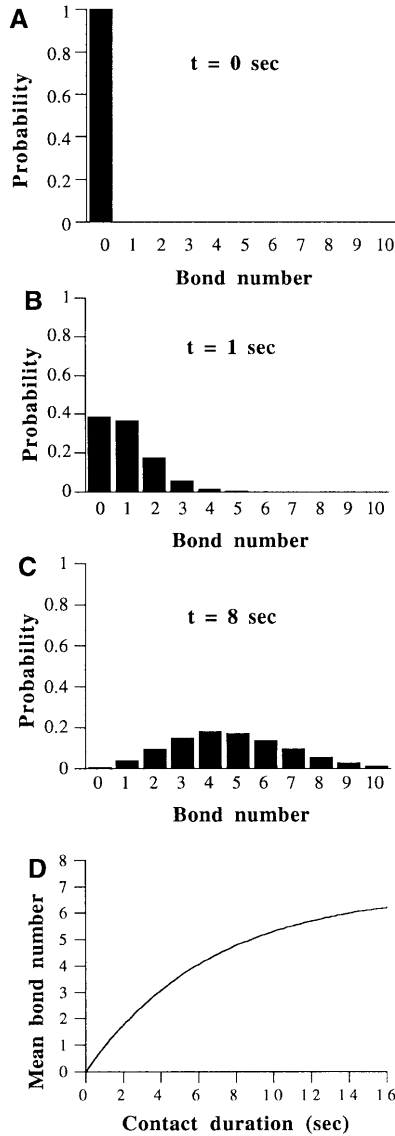 A
1
0.8
0.6
0.4
0.2
0
Probability
t = 0 sec
0 1 2 3 4 5 6 7 8 9 10
Bond number
B
1
0.8
0.6
0.4
0.2
0
Probability
t = 1 sec
0 1 2 3 4 5 6 7 8 9 10
Bond number
C
1
0.8
0.6
0.4
0.2
0
Probability
t = 8 sec
0 1 2 3 4 5 6 7 8 9 10
Bond number
D
8
7
6
5
4
3
2
1
0
Mean bond number
0 2 4 6 8 10 12 14 16
Contact duration (sec)